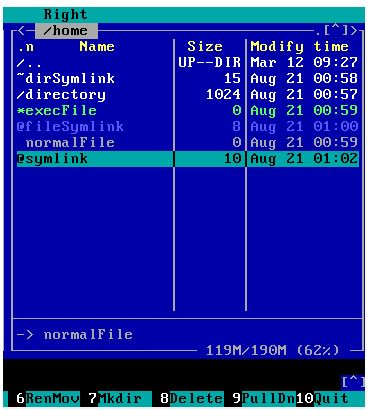 Right
<- /home .[^]>
.n Name Size Modify time
/.. UP--DIR Mar 12 09:27
~dirSymlink 15 Aug 21 00:58
/directory 1024 Aug 21 00:57
*execFile 0 Aug 21 00:59
@fileSymlink 8 Aug 21 01:00
normalFile 0 Aug 21 00:59
@symlink 10 Aug 21 01:02
-> normalFile
119M/190M (62%)
[^]
6RenMov 7Mkdir 8Delete 9PullDn10Quit